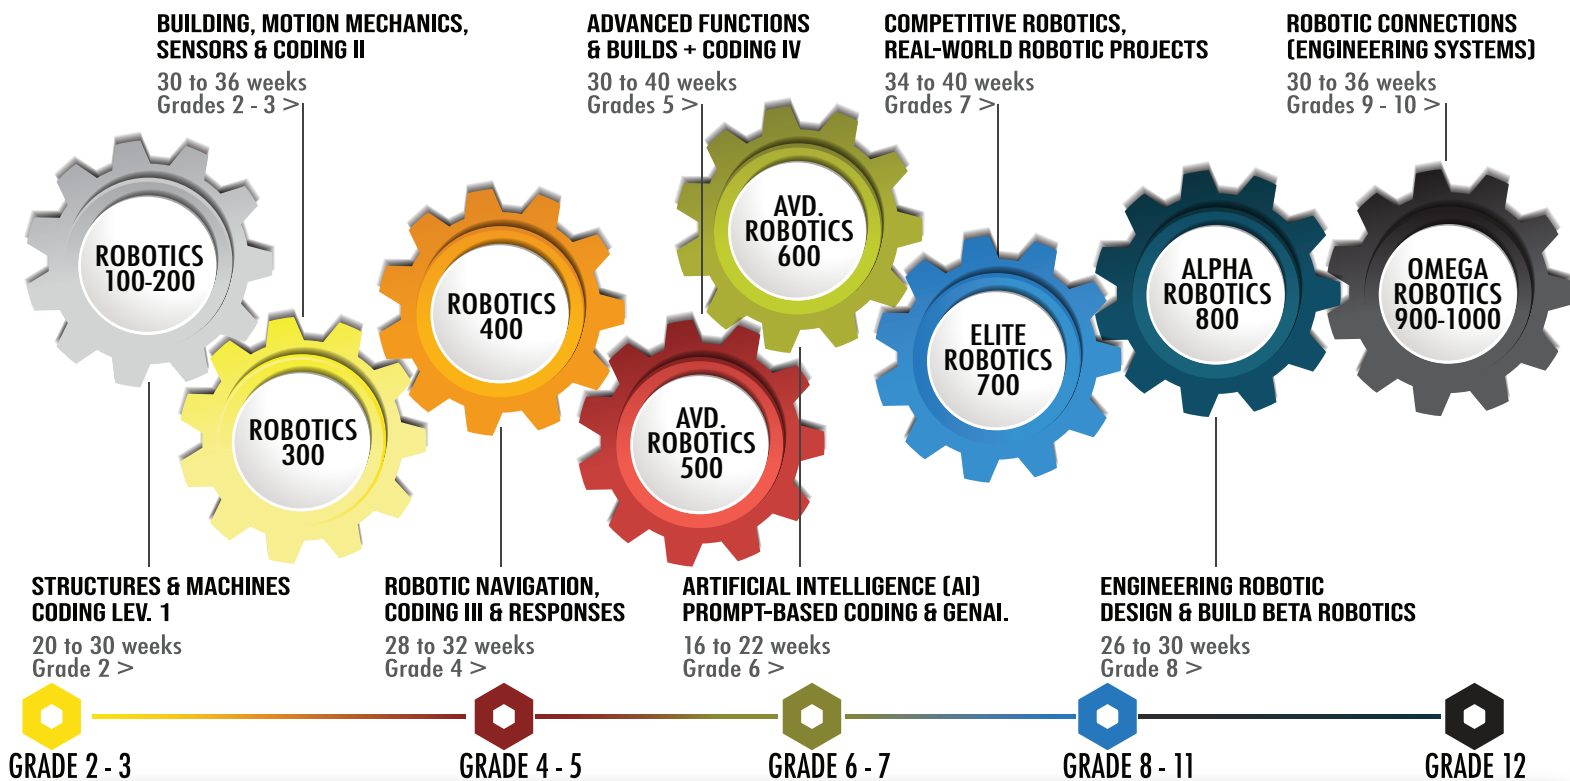 BUILDING, MOTION MECHANICS,
SENSORS & CODING II
30 to 36 weeks
Grades 2 - 3 >
ADVANCED FUNCTIONS
& BUILDS + CODING IV
30 to 40 weeks
Grades 5 >
COMPETITIVE ROBOTICS,
REAL-WORLD ROBOTIC PROJECTS
34 to 40 weeks
Grades 7 >
ROBOTIC CONNECTIONS
(ENGINEERING SYSTEMS)
30 to 36 weeks
Grades 9 - 10 >
ROBOTICS
100-200
ROBOTICS
300
ROBOTICS
400
AVD.
ROBOTICS
500
AVD.
ROBOTICS
600
ELITE
ROBOTICS
700
ALPHA
ROBOTICS
800
OMEGA
ROBOTICS
900-1000
STRUCTURES & MACHINES
CODING LEV. 1
20 to 30 weeks
Grade 2 >
ROBOTIC NAVIGATION,
CODING III & RESPONSES
28 to 32 weeks
Grade 4 >
ARTIFICIAL INTELLIGENCE (AI)
PROMPT-BASED CODING & GENAI.
16 to 22 weeks
Grade 6 >
ENGINEERING ROBOTIC
DESIGN & BUILD BETA ROBOTICS
26 to 30 weeks
Grade 8 >
GRADE 2 - 3
GRADE 4 - 5
GRADE 6 - 7
GRADE 8 - 11
GRADE 12